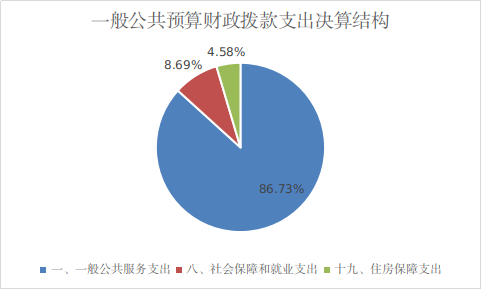 一般公共预算财政拨款支出决算结构
4.58%
8.69%
86.73%
一、一般公共服务支出 八、社会保障和就业支出 十九、住房保障支出